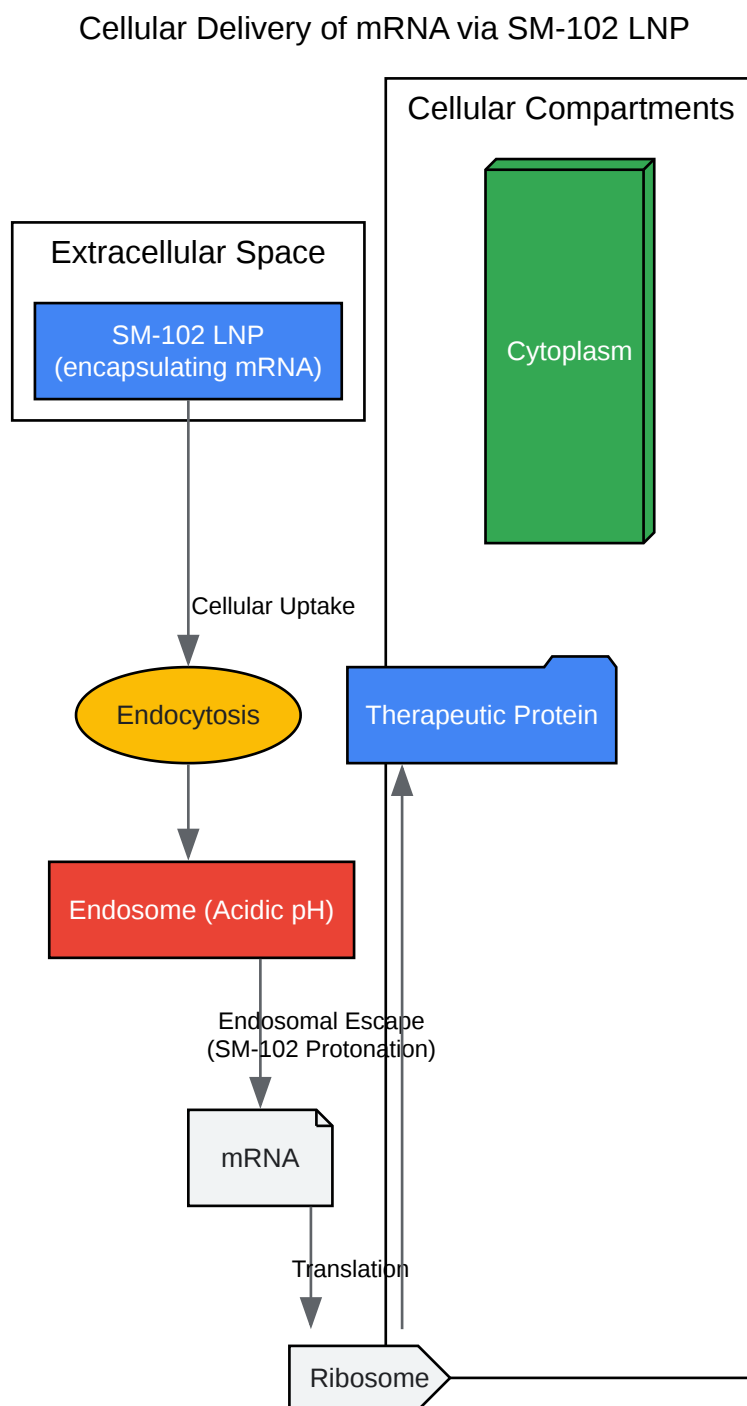 Cellular Delivery of mRNA via SM-102 LNP
Cellular Compartments
Extracellular Space
SM-102 LNP
(encapsulating mRNA)
Cytoplasm
Cellular Uptake
Endocytosis
Therapeutic Protein
Endosome (Acidic pH)
Endosomal Escape
(SM-102 Protonation)
mRNA
Translation
Ribosome